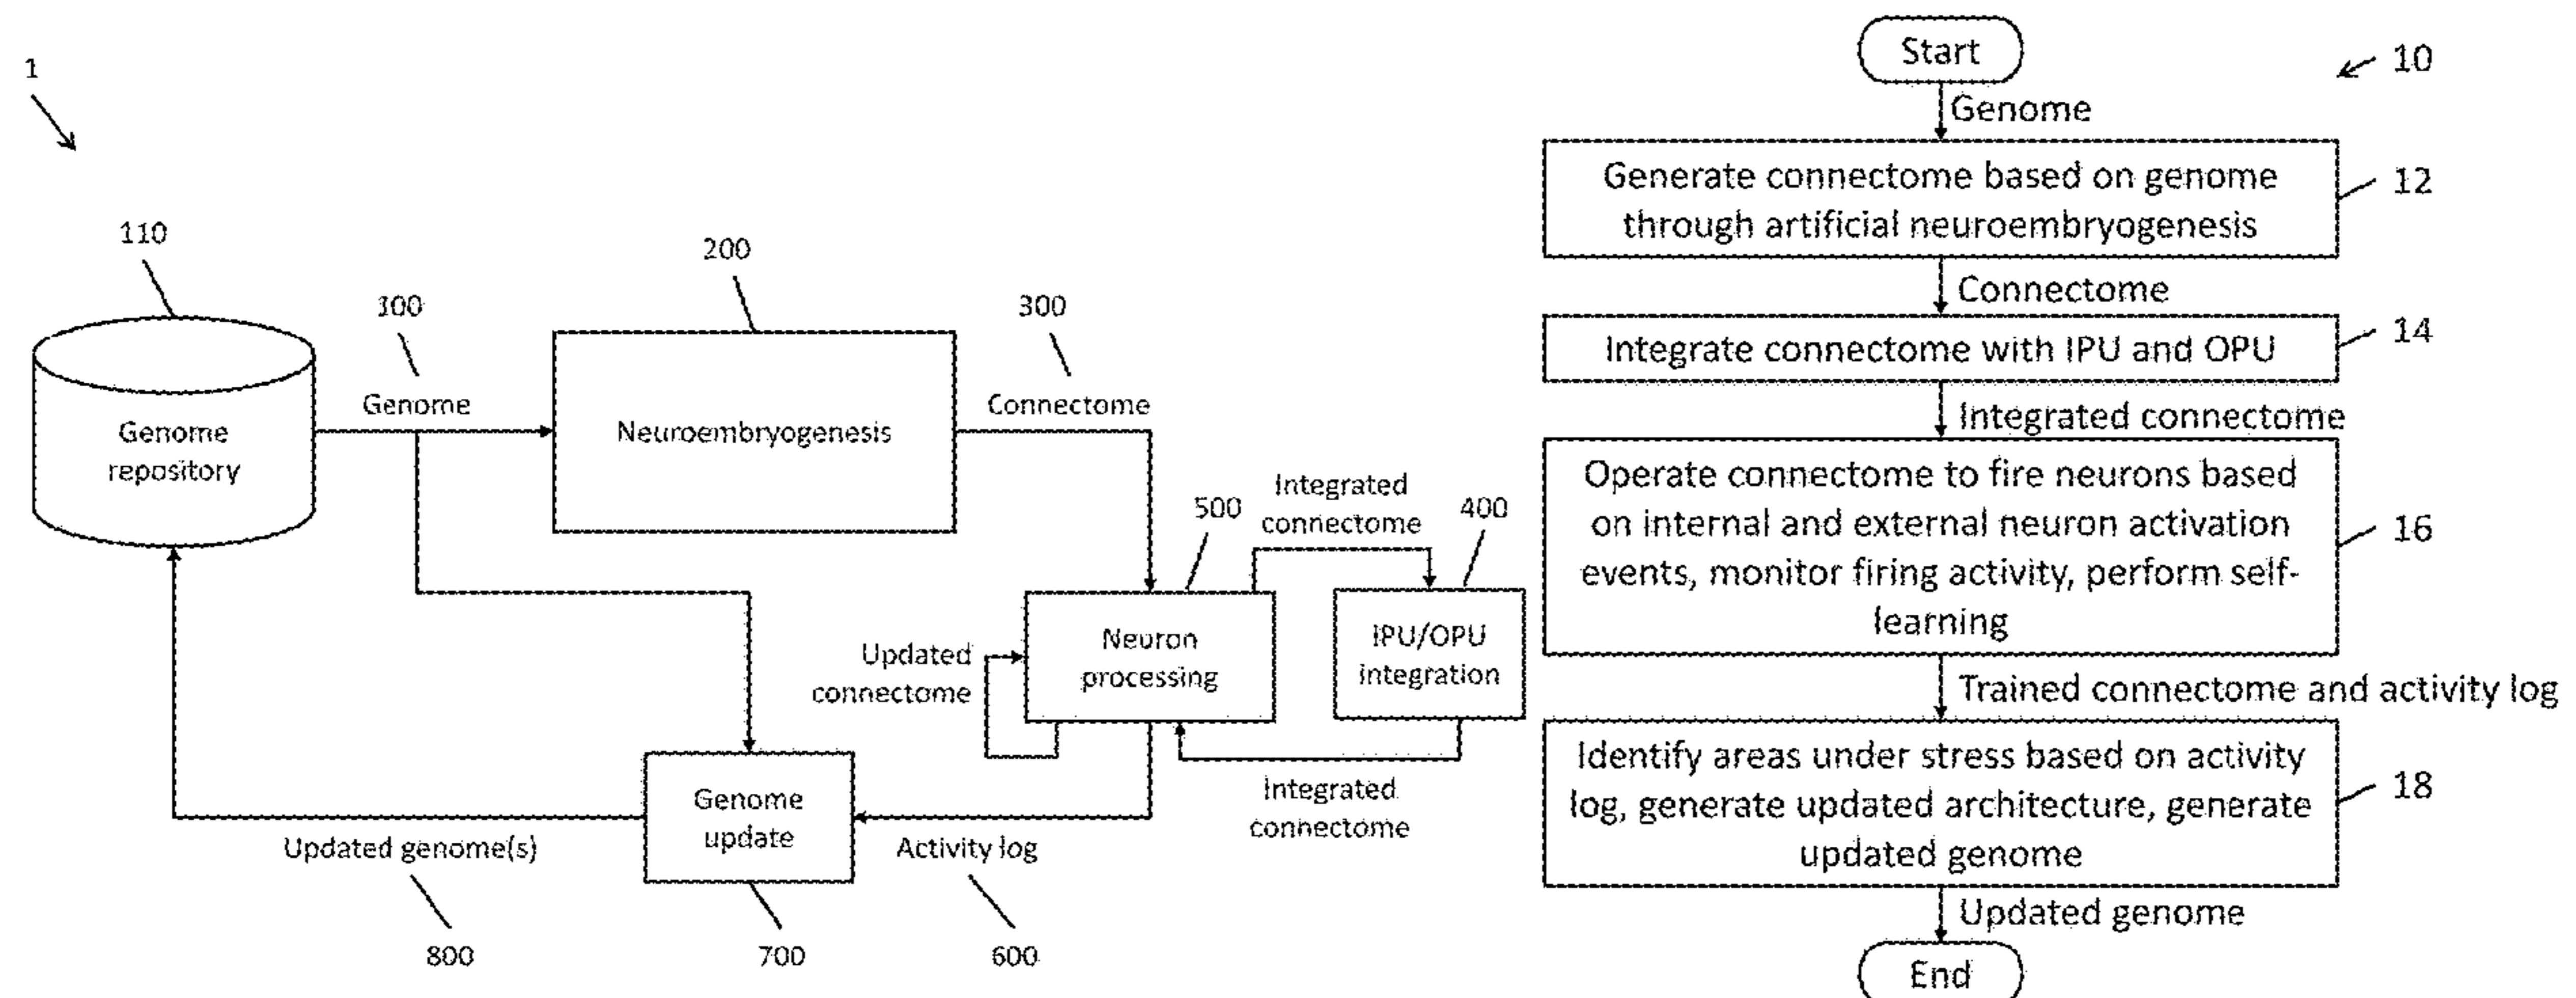 1
110
Genome
repository
100
Genome
200
Neuroembryogenesis
300
Connectome
500
Neuron
processing
Integrated
connectome
400
IPU/OPU
integration
Updated
connectome
Integrated
connectome
Genome
update
Activity log
Updated genome(s)
800
700
600
Start
10
Genome
Generate connectome based on genome
through artificial neuroembryogenesis
12
Connectome
Integrate connectome with IPU and OPU
14
Integrated connectome
Operate connectome to fire neurons based
on internal and external neuron activation
events, monitor firing activity, perform self-
learning
16
Trained connectome and activity log
Identify areas under stress based on activity
log, generate updated architecture, generate
updated genome
18
Updated genome
End